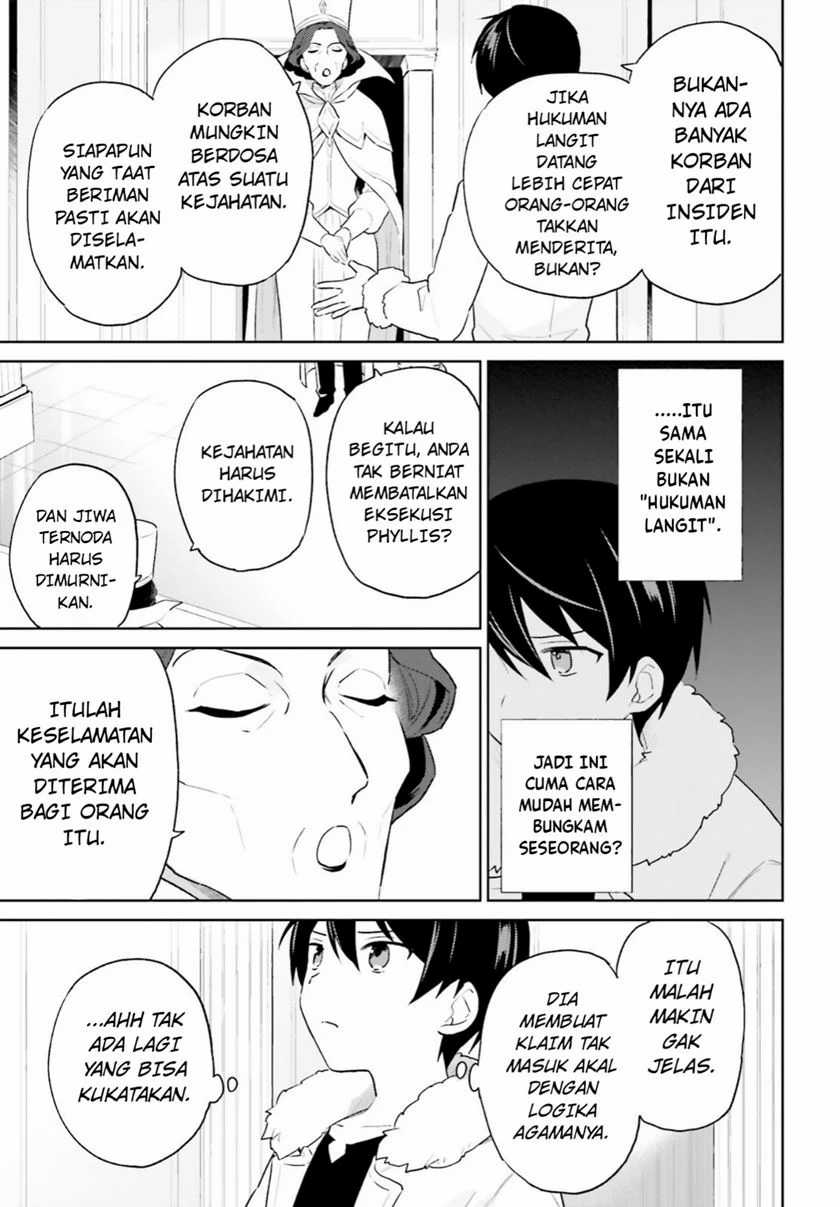 BUKAN-
NYA ADA
BANYAK
KORBAN
DARI
INSIDEN
ITU.
JIKA
HUKUMAN
LANGIT
DATANG
LEBIH CEPAT
ORANG-ORANG
TAKKAN
MENDERITA,
BUKAN?
KORBAN
MUNGKIN
BERDOSA
ATAS SUATU
KEJAHATAN.
SIAPAPUN
YANG TAAT
BERIMAN
PASTI AKAN
DISELA-
MATKAN.
.....ITU
SAMA
SEKALI
BUKAN
"HUKUMAN
LANGIT".
JADI INI
CUMA CARA
MUDAH MEM-
BUNGKAM
SESEORANG?
KALAU
BEGITU, ANDA
TAK BERNIAT
MEMBATALKAN
EKSEKUSI
PHYLLIS?
KEJAHATAN
HARUS
DIHAKIMI.
DAN JIWA
TERNODA
HARUS
DIMURNI-
KAN.
ITULAH
KESELAMATAN
YANG AKAN
DITERIMA
BAGI ORANG
ITU.
ITU
MALAH
MAKIN
GAK
JELAS.
DIA
MEMBUAT
KLAIM TAK
MASUK AKAL
DENGAN
LOGIKA
AGAMANYA.
...AHH TAK
ADA LAGI
YANG BISA
KUKATAKAN.